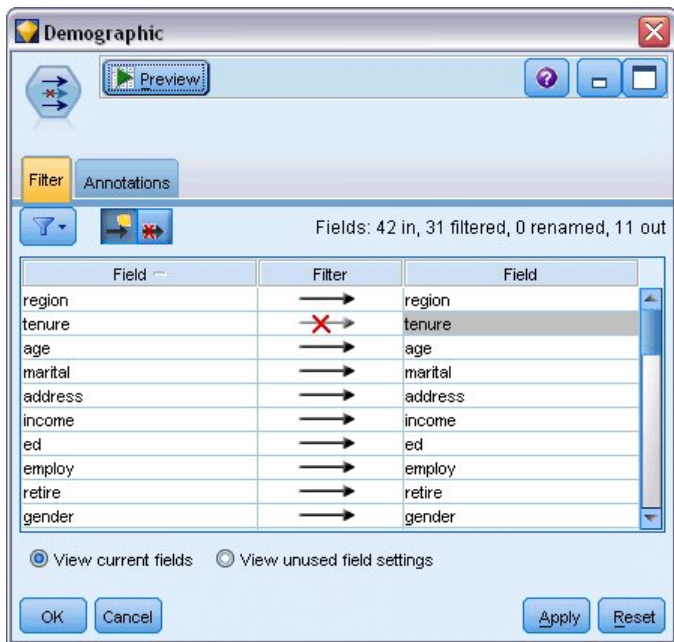 Demographic
Preview
Filter Annotations
Fields: 42 in, 31 filtered, 0 renamed, 11 out
Field Filter Field
region region
tenure tenure
age age
marital marital
address address
income income
ed ed
employ employ
retire retire
gender gender
View current fields View unused field settings
OK Cancel Apply Reset